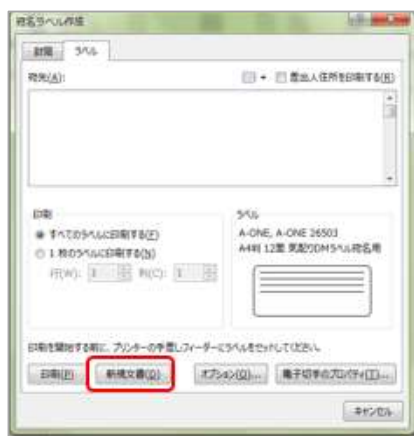 宛名ラベル作成
封筒 ラベル
宛先(A):
差出人住所を印刷する(R)
印刷
すべてのラベルに印刷する(F)
1 枚のラベルに印刷する(N)
行(W): 1 列(C): 1
ラベル
A-ONE, A-ONE 26503
A4判 12面 気配りDMラベル宛名用
印刷を開始する前に、プリンターの手差しフィーダーにラベルをセットしてください。
印刷(P) 新規文書(D) オプション(O)... 電子切手のプロパティ(I)...
キャンセル